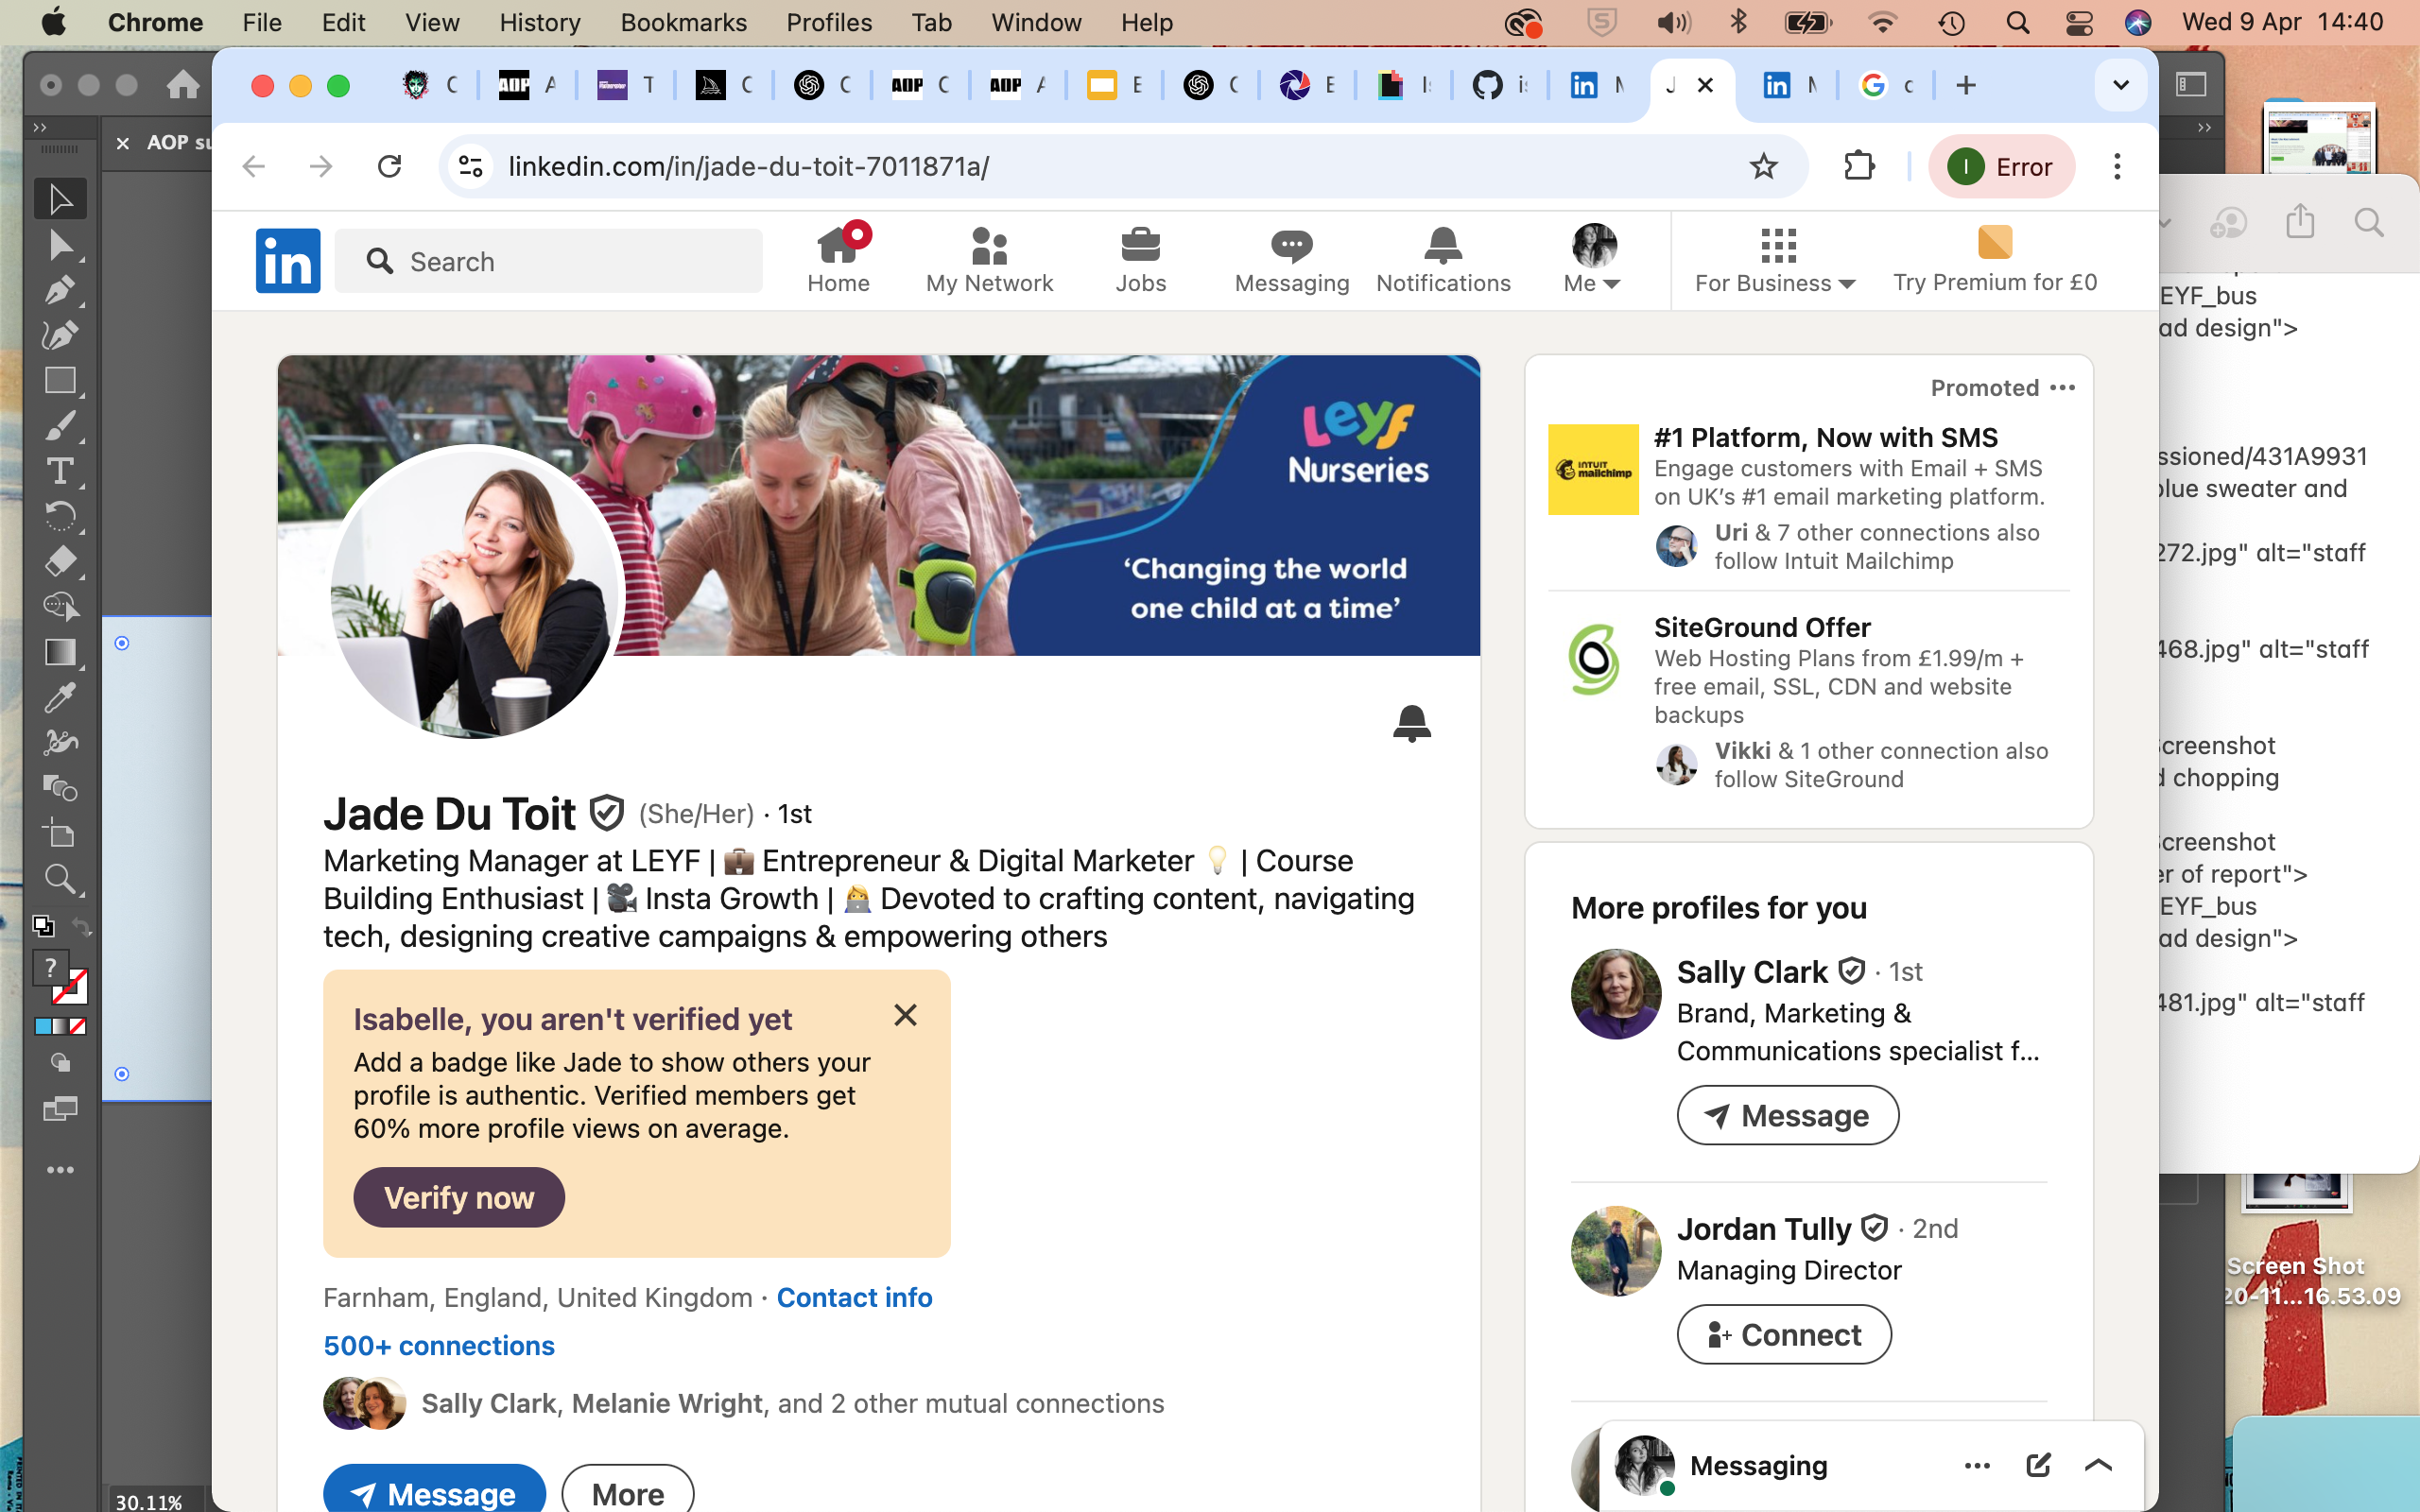 Chrome File Edit View History Bookmarks Profiles Tab Window Help
Wed 9 Apr 14:40
AOP
linkedin.com/in/jade-du-toit-7011871a/
Error
in
Search
Home
My Network
Jobs
Messaging
Notifications
Me
For Business
Try Premium for £0
Leyf
Nurseries
‘Changing the world
one child at a time’
Jade Du Toit (She/Her) · 1st
Marketing Manager at LEYF | Entrepreneur & Digital Marketer | Course
Building Enthusiast | Insta Growth | Devoted to crafting content, navigating
tech, designing creative campaigns & empowering others
Isabelle, you aren't verified yet
Add a badge like Jade to show others your
profile is authentic. Verified members get
60% more profile views on average.
Verify now
Farnham, England, United Kingdom · Contact info
500+ connections
Sally Clark, Melanie Wright, and 2 other mutual connections
Message
More
Promoted
INTUIT
mailchimp
#1 Platform, Now with SMS
Engage customers with Email + SMS
on UK’s #1 email marketing platform.
Uri & 7 other connections also
follow Intuit Mailchimp
SiteGround Offer
Web Hosting Plans from £1.99/m +
free email, SSL, CDN and website
backups
Vikki & 1 other connection also
follow SiteGround
More profiles for you
Sally Clark · 1st
Brand, Marketing &
Communications specialist f...
Message
Jordan Tully · 2nd
Managing Director
Connect
Messaging
EYF_bus
ad design">
ssioned/431A9931
blue sweater and
272.jpg" alt="staff
468.jpg" alt="staff
Screenshot
d chopping
Screenshot
er of report">
EYF_bus
ad design">
481.jpg" alt="staff
Screen Shot
20-11...16.53.09
30.11%